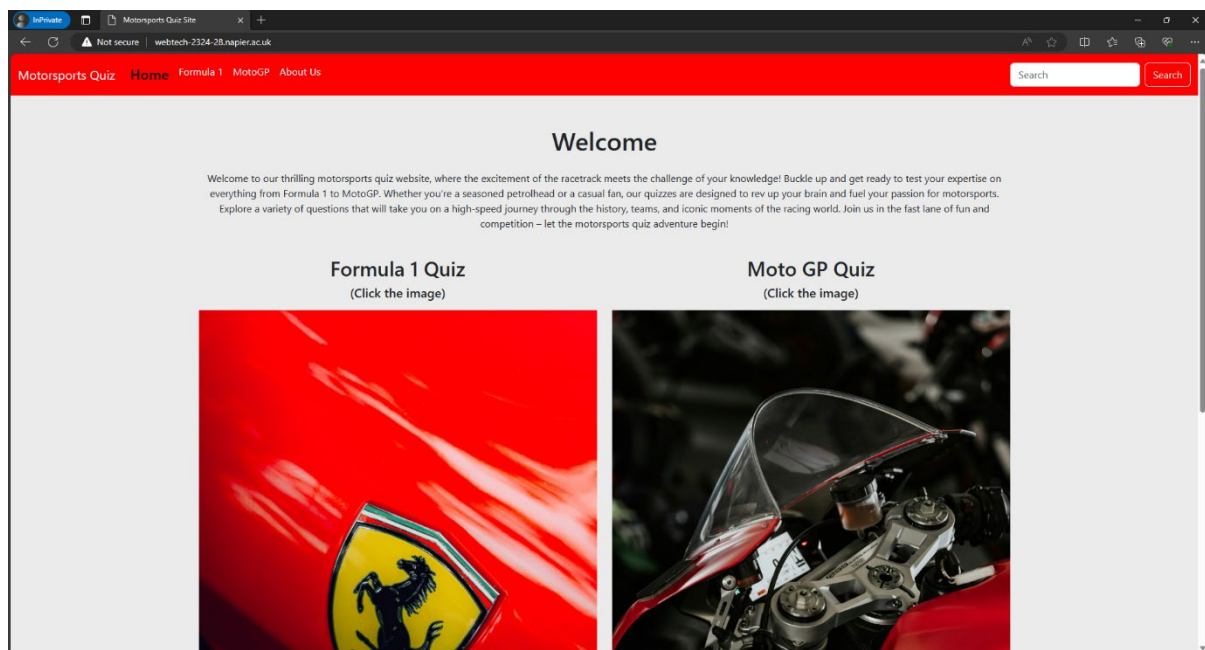 InPrivate
Motorsports Quiz Site
Not secure
webtech-2324-28.napier.ac.uk
Motorsports Quiz Home Formula 1 MotoGP About Us Search Search
Welcome
Welcome to our thrilling motorsports quiz website, where the excitement of the racetrack meets the challenge of your knowledge! Buckle up and get ready to test your expertise on
everything from Formula 1 to MotoGP. Whether you're a seasoned petrolhead or a casual fan, our quizzes are designed to rev up your brain and fuel your passion for motorsports.
Explore a variety of questions that will take you on a high-speed journey through the history, teams, and iconic moments of the racing world. Join us in the fast lane of fun and
competition – let the motorsports quiz adventure begin!
Formula 1 Quiz
(Click the image)
Moto GP Quiz
(Click the image)